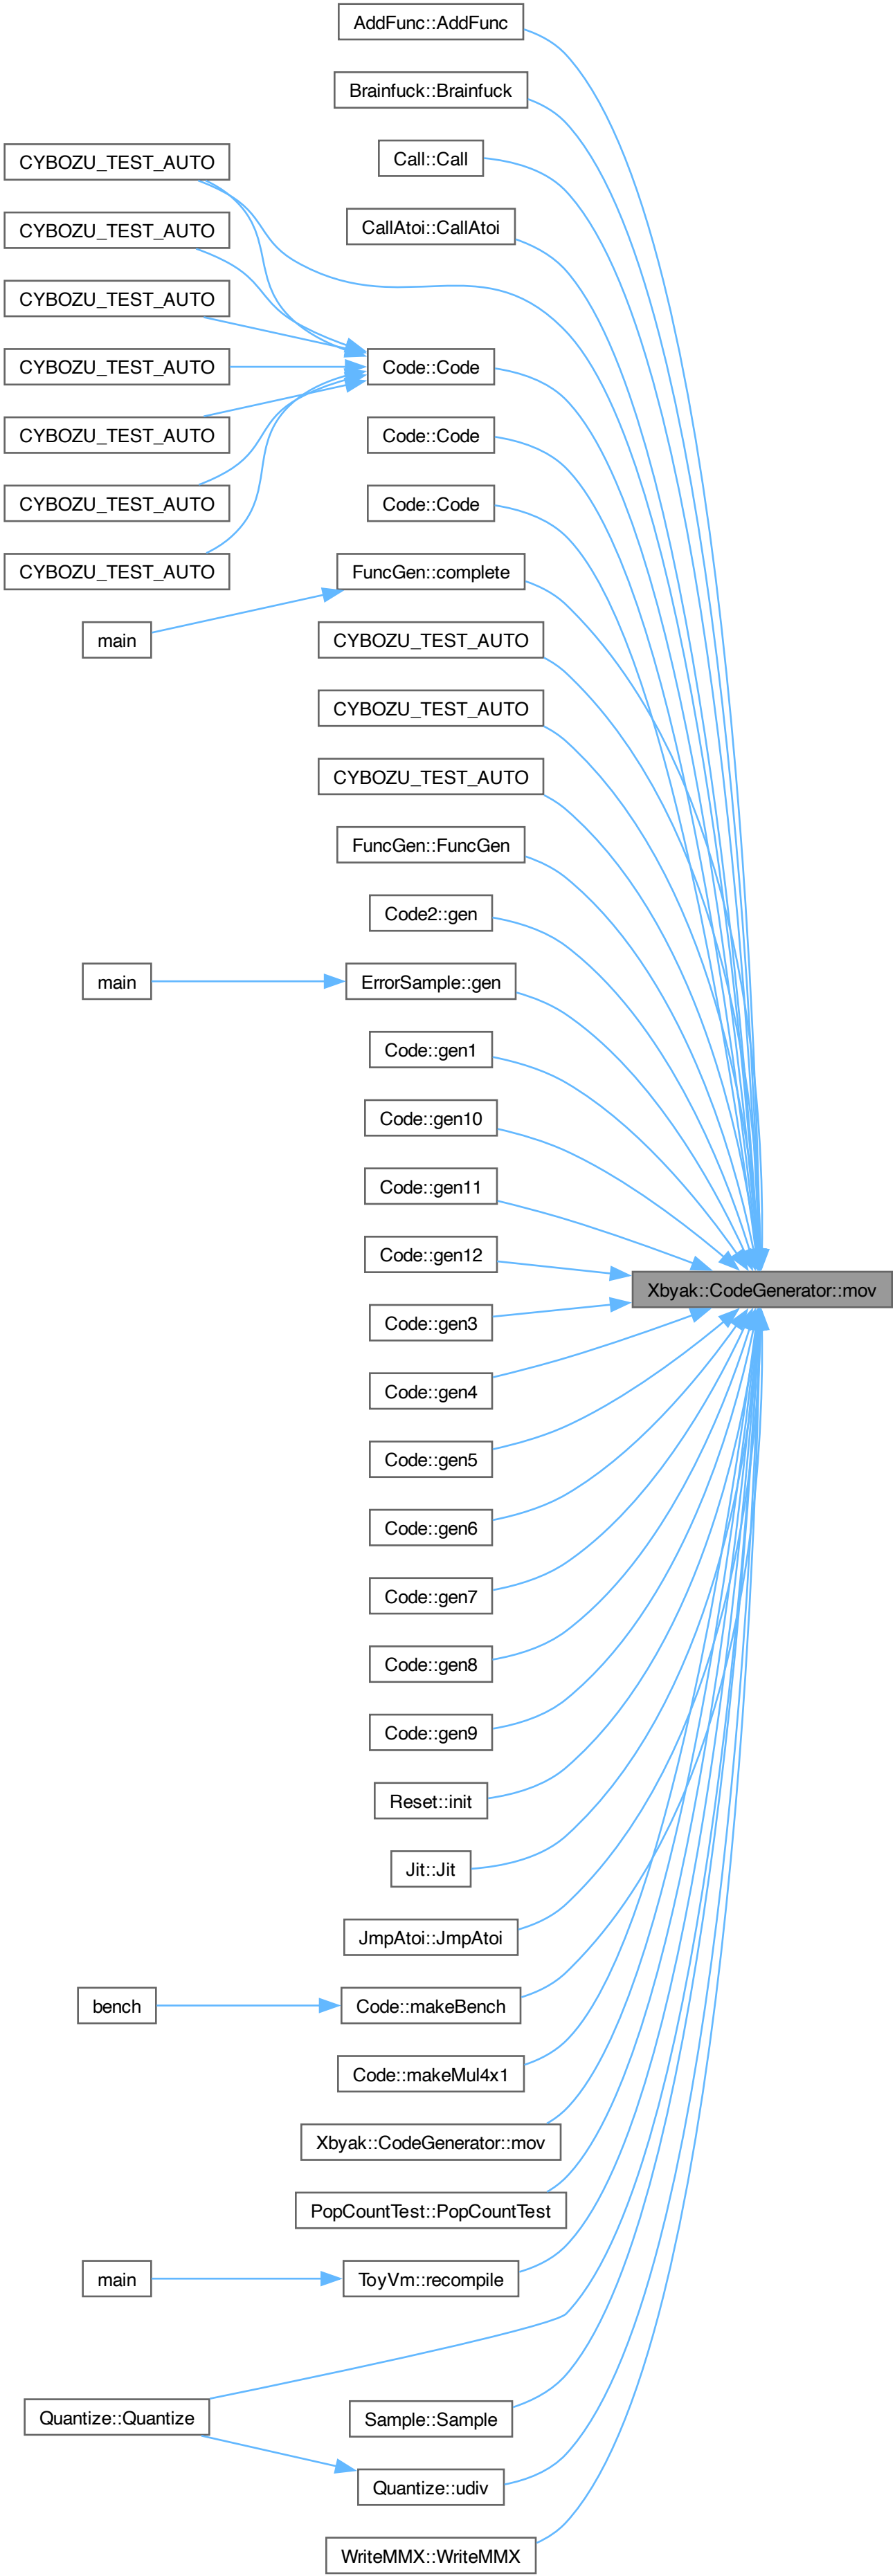 AddFunc::AddFunc
Brainfuck::Brainfuck
Call::Call
CYBOZU_TEST_AUTO
CallAtoi::CallAtoi
CYBOZU_TEST_AUTO
CYBOZU_TEST_AUTO
CYBOZU_TEST_AUTO
Code::Code
CYBOZU_TEST_AUTO
Code::Code
CYBOZU_TEST_AUTO
Code::Code
CYBOZU_TEST_AUTO
FuncGen::complete
main
CYBOZU_TEST_AUTO
CYBOZU_TEST_AUTO
CYBOZU_TEST_AUTO
FuncGen::FuncGen
Code2::gen
main
ErrorSample::gen
Code::gen1
Code::gen10
Code::gen11
Code::gen12
Xbyak::CodeGenerator::mov
Code::gen3
Code::gen4
Code::gen5
Code::gen6
Code::gen7
Code::gen8
Code::gen9
Reset::init
Jit::Jit
JmpAtoi::JmpAtoi
bench
Code::makeBench
Code::makeMul4x1
Xbyak::CodeGenerator::mov
PopCountTest::PopCountTest
main
ToyVm::recompile
Quantize::Quantize
Sample::Sample
Quantize::udiv
WriteMMX::WriteMMX